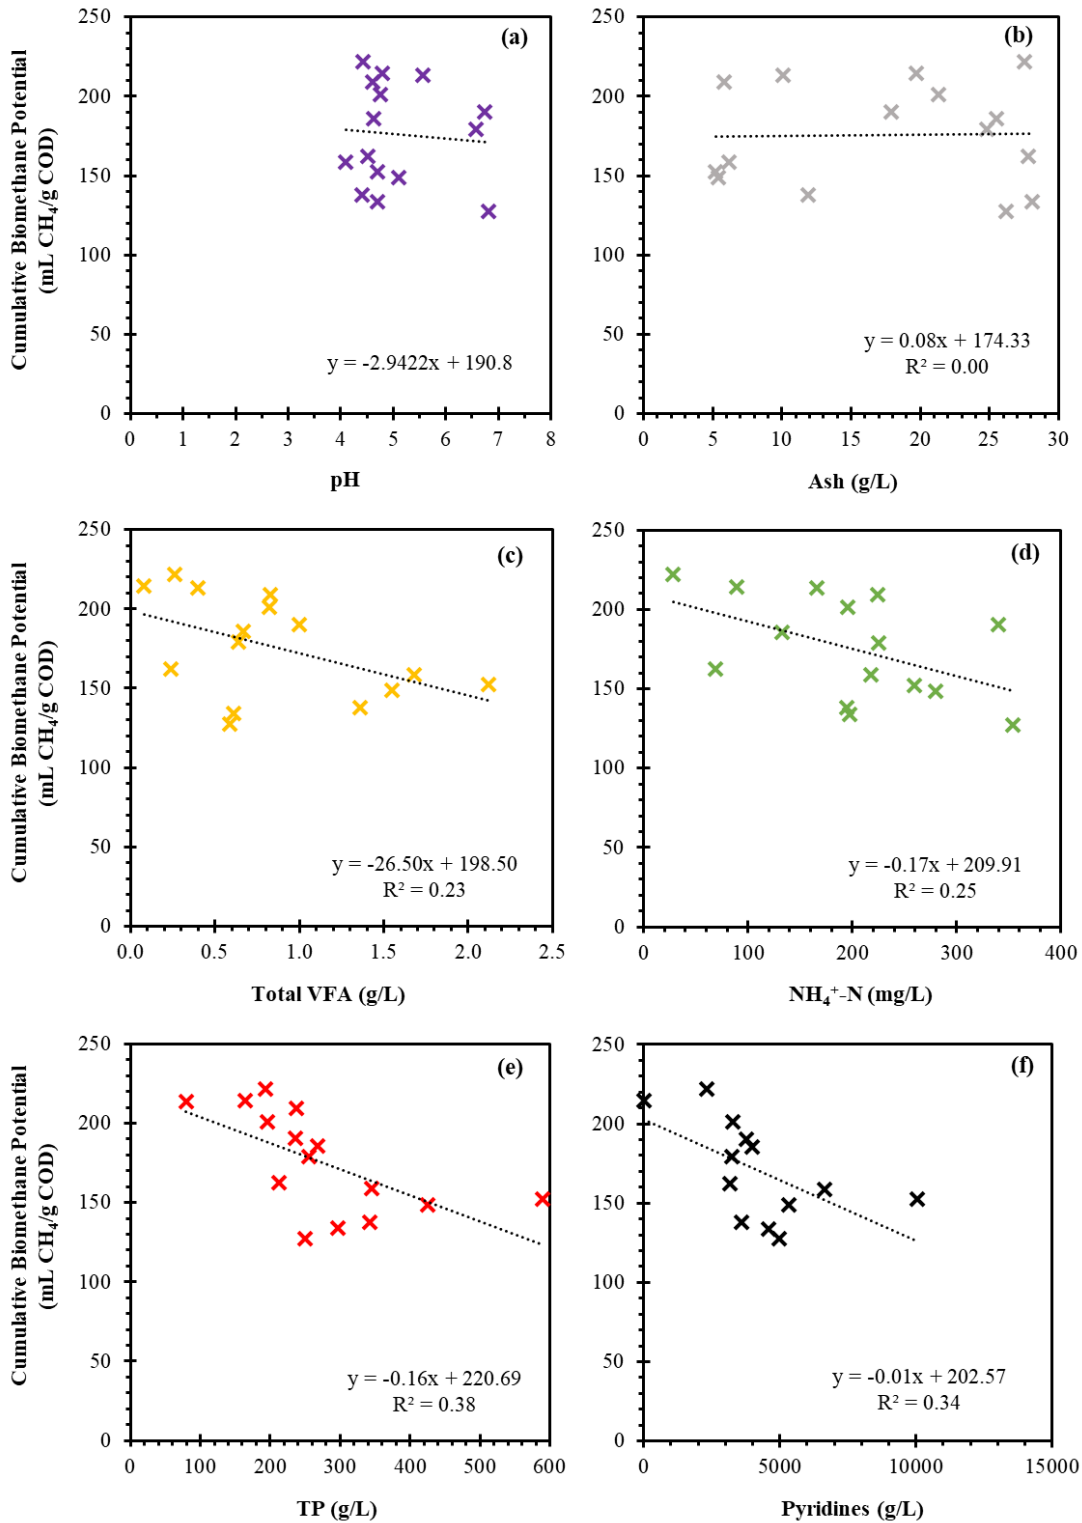 Cumulative Biomethane Potential
(mL CH₄/g COD)
250
200
150
100
50
0
(a)
y = -2.9422x + 190.8
0 1 2 3 4 5 6 7 8
pH
250
200
150
100
50
0
(b)
y = 0.08x + 174.33
R² = 0.00
0 5 10 15 20 25 30
Ash (g/L)
Cumulative Biomethane Potential
(mL CH₄/g COD)
250
200
150
100
50
0
(c)
y = -26.50x + 198.50
R² = 0.23
0.0 0.5 1.0 1.5 2.0 2.5
Total VFA (g/L)
250
200
150
100
50
0
(d)
y = -0.17x + 209.91
R² = 0.25
0 100 200 300 400
NH₄⁺-N (mg/L)
Cumulative Biomethane Potential
(mL CH₄/g COD)
250
200
150
100
50
0
(e)
y = -0.16x + 220.69
R² = 0.38
0 100 200 300 400 500 600
TP (g/L)
250
200
150
100
50
0
(f)
y = -0.01x + 202.57
R² = 0.34
0 5000 10000 15000
Pyridines (g/L)